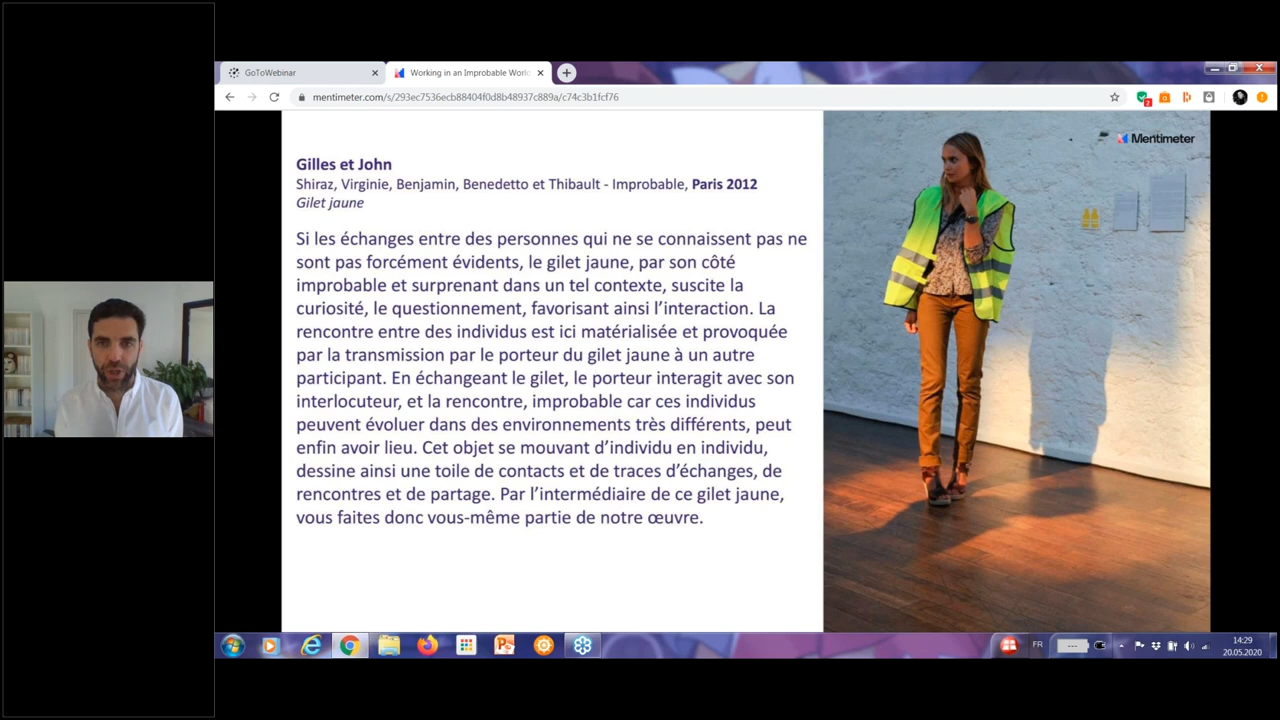 GoToWebinar
Working in an Improbable Worl
mentimeter.com/s/293ec7536ecb88404f0d8b48937c889a/c74c3b1fcf76
Mentimeter
Gilles et John
Shiraz, Virginie, Benjamin, Benedetto et Thibault - Improbable, Paris 2012
Gilet jaune
Si les échanges entre des personnes qui ne se connaissent pas ne
sont pas forcément évidents, le gilet jaune, par son côté
improbable et surprenant dans un tel contexte, suscite la
curiosité, le questionnement, favorisant ainsi l’interaction. La
rencontre entre des individus est ici matérialisée et provoquée
par la transmission par le porteur du gilet jaune à un autre
participant. En échangeant le gilet, le porteur interagit avec son
interlocuteur, et la rencontre, improbable car ces individus
peuvent évoluer dans des environnements très différents, peut
enfin avoir lieu. Cet objet se mouvant d’individu en individu,
dessine ainsi une toile de contacts et de traces d’échanges, de
rencontres et de partage. Par l’intermédiaire de ce gilet jaune,
vous faites donc vous-même partie de notre œuvre.
FR
14:29
20.05.2020